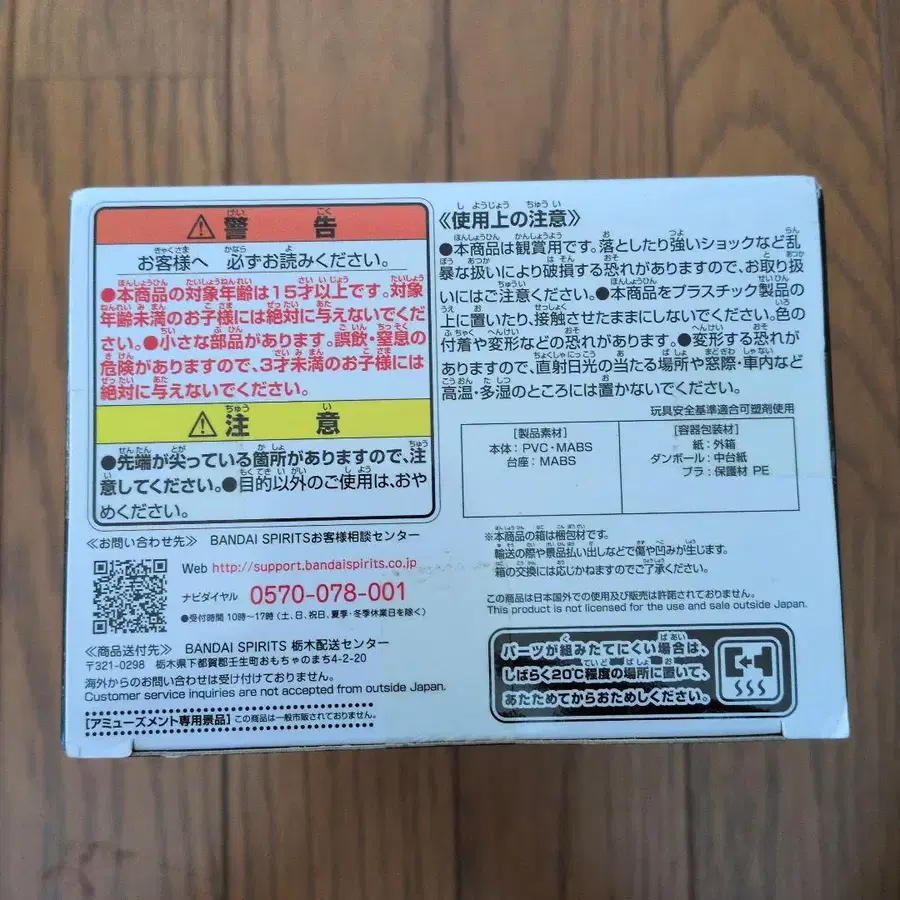 警告
お客様へ 必ずお読みください。
●本商品の対象年齢は15才以上です。対象
年齢未満のお子様には絶対に与えないでくださ
い。●小さな部品があります。誤飲・窒息の
危険がありますので、3才未満のお子様には
絶対に与えないでください。
注意
●先端が尖っている箇所がありますので、注
意してください。●目的以外のご使用は、おや
めください。
≪お問い合わせ先≫ BANDAI SPIRITSお客様相談センター
Web http://support.bandaispirits.co.jp
ナビダイヤル 0570-078-001
●受付時間 10時~17時(土、日、祝日、夏季・冬季休業日を除く)
≪商品送付先≫ BANDAI SPIRITS 栃木配送センター
〒321-0298 栃木県下都賀郡壬生町おもちゃのまち4-2-20
海外からのお問い合わせは受け付けておりません。
Customer service inquiries are not accepted from outside Japan.
[アミューズメント専用景品] この商品は一般市販されておりません。
≪使用上の注意≫
●本商品は観賞用です。落としたり強いショックなど乱
暴な扱いにより破損する恐れがありますので、お取り扱
いにはご注意ください。●本商品をプラスチック製品の
上に置いたり、接触させたままにしないでください。色の
付着や変形などの恐れがあります。●変形する恐れが
ありますので、直射日光の当たる場所や窓際・車内など
高温・多湿のところには置かないでください。
玩具安全基準適合可塑剤使用
[製品素材]
本体:PVC・MABS
台座:MABS
[容器包装材]
紙:外箱
ダンボール:中台紙
プラ:保護材 PE
※本商品の箱は梱包材です。
輸送の際や景品払い出しなどで傷や凹みが生じます。
箱の交換には応じかねますのでご了承ください。
この商品は日本国外での使用及び販売は許諾されておりません。
This product is not licensed for the use and sale outside Japan.
パーツが組みたてにくい場合は、
しばらく20℃程度の場所に置いて、
あたためてからおためしください。